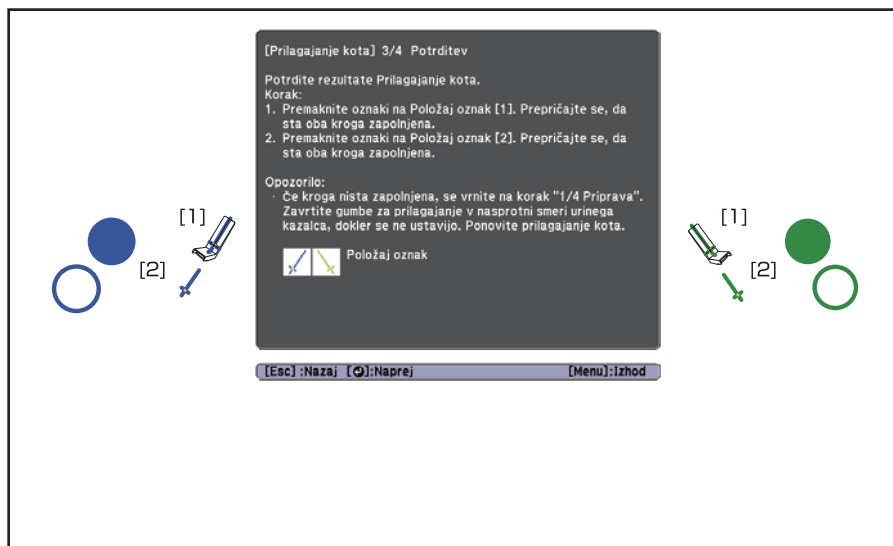 [Prilagajanje kota] 3/4 Potrditev
Potrdite rezultate Prilagajanje kota.
Korak:
1. Premaknite oznaki na Položaj oznak [1]. Prepričajte se, da
sta oba kroga zapolnjena.
2. Premaknite oznaki na Položaj oznak [2]. Prepričajte se, da
sta oba kroga zapolnjena.
Opozorilo:
· Če kroga nista zapolnjena, se vrnite na korak "1/4 Priprava".
Zavrtite gumbe za prilagajanje v nasprotni smeri urinega
kazalca, dokler se ne ustavijo. Ponovite prilagajanje kota.
Položaj oznak
[1]
[2]
[1]
[2]
[Esc] :Nazaj [⏎]:Naprej [Menu]:Izhod